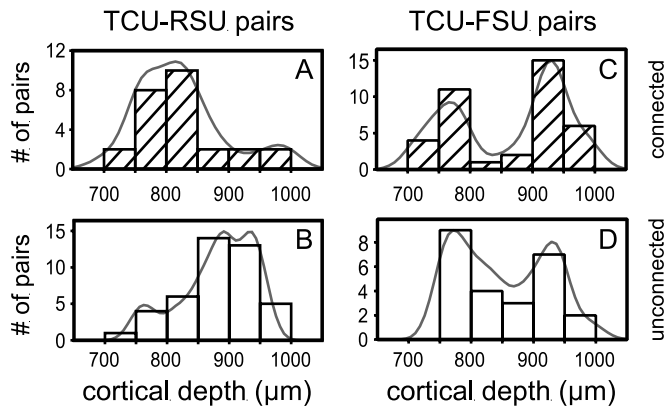 TCU-RSU pairs
TCU-FSU pairs
# of pairs
12
8
4
0
A
700 800 900 1000
15
10
5
0
C
700 800 900 1000
connected
# of pairs
15
10
5
0
B
700 800 900 1000
cortical depth (µm)
8
6
4
2
0
D
700 800 900 1000
cortical depth (µm)
unconnected